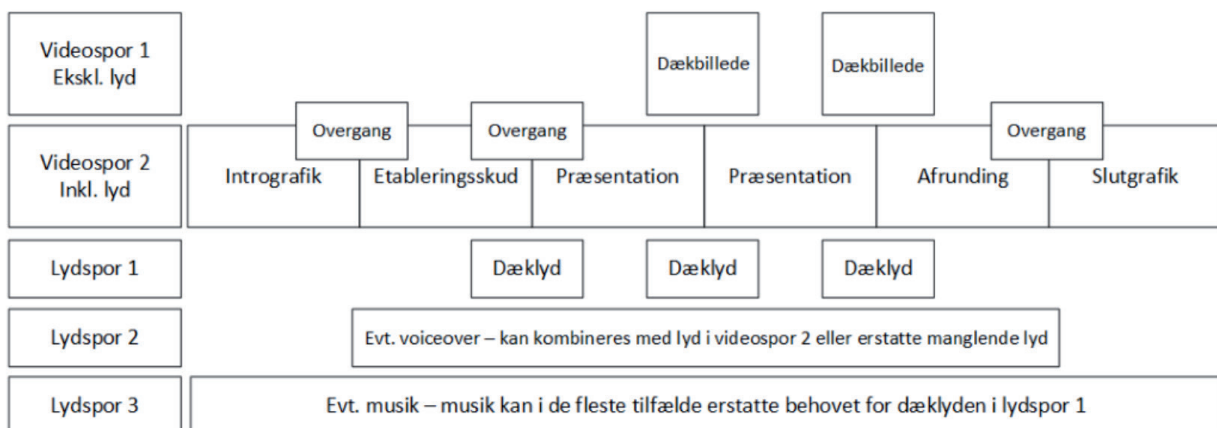 Videospor 1
Ekskl. lyd
Dækbillede
Dækbillede
Overgang
Overgang
Overgang
Videospor 2
Inkl. lyd
Intrografik
Etableringsskud
Præsentation
Præsentation
Afrunding
Slutgrafik
Lydspor 1
Dæklyd
Dæklyd
Dæklyd
Lydspor 2
Evt. voiceover – kan kombineres med lyd i videospor 2 eller erstatte manglende lyd
Lydspor 3
Evt. musik – musik kan i de fleste tilfælde erstatte behovet for dæklyden i lydspor 1